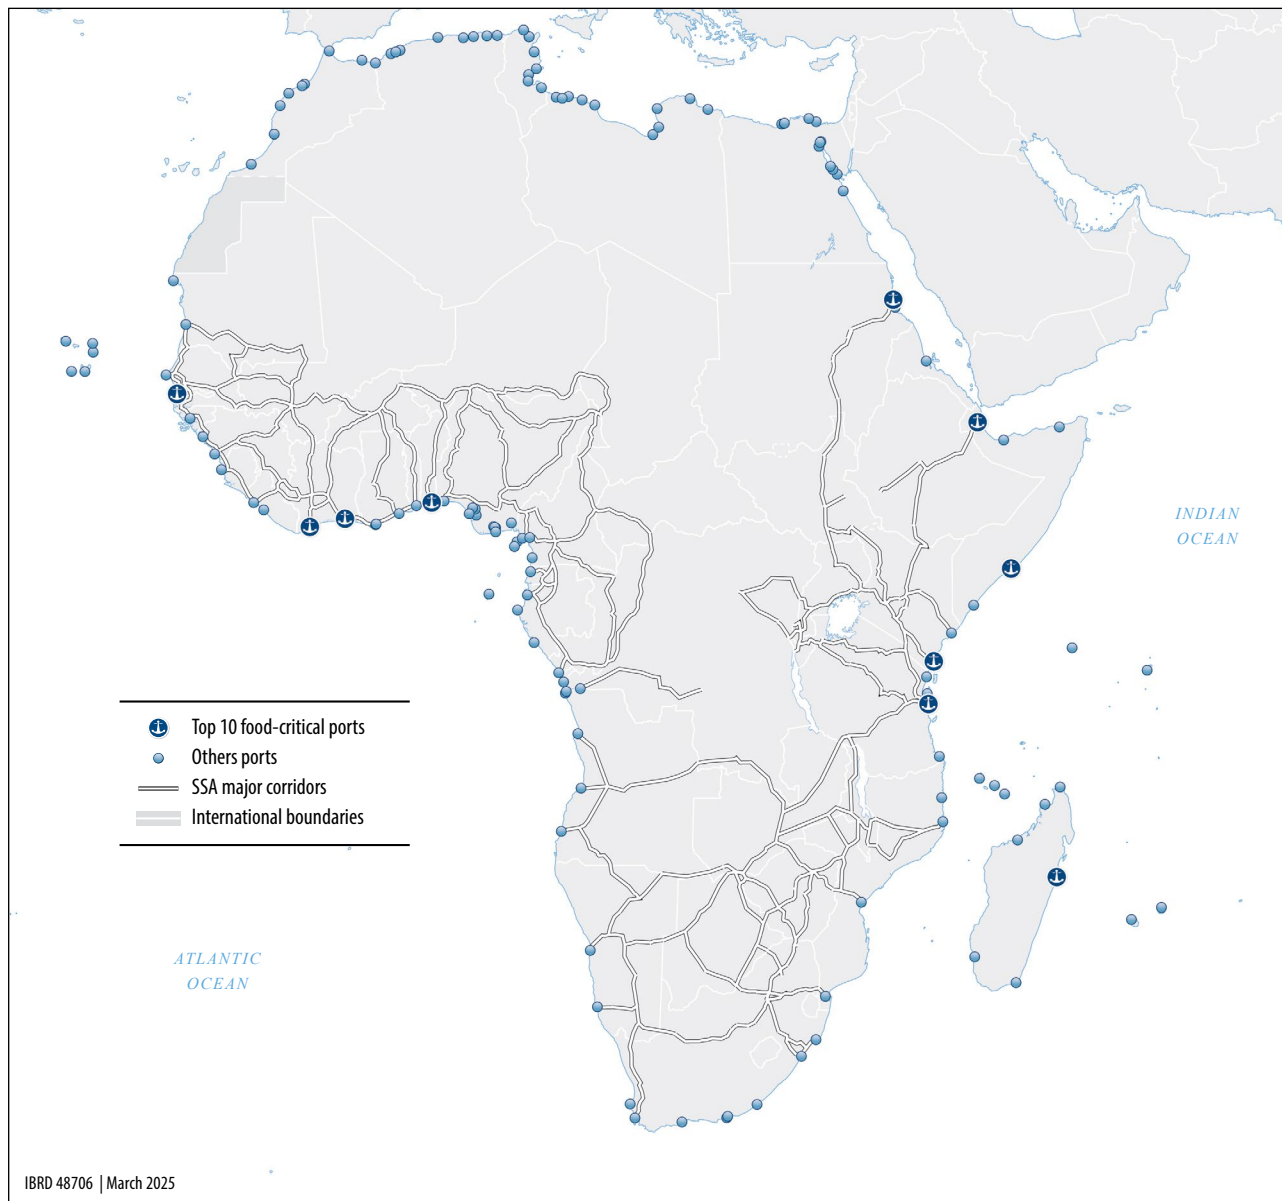 INDIAN
OCEAN
Top 10 food-critical ports
Others ports
SSA major corridors
International boundaries
ATLANTIC
OCEAN
IBRD 48706 | March 2025